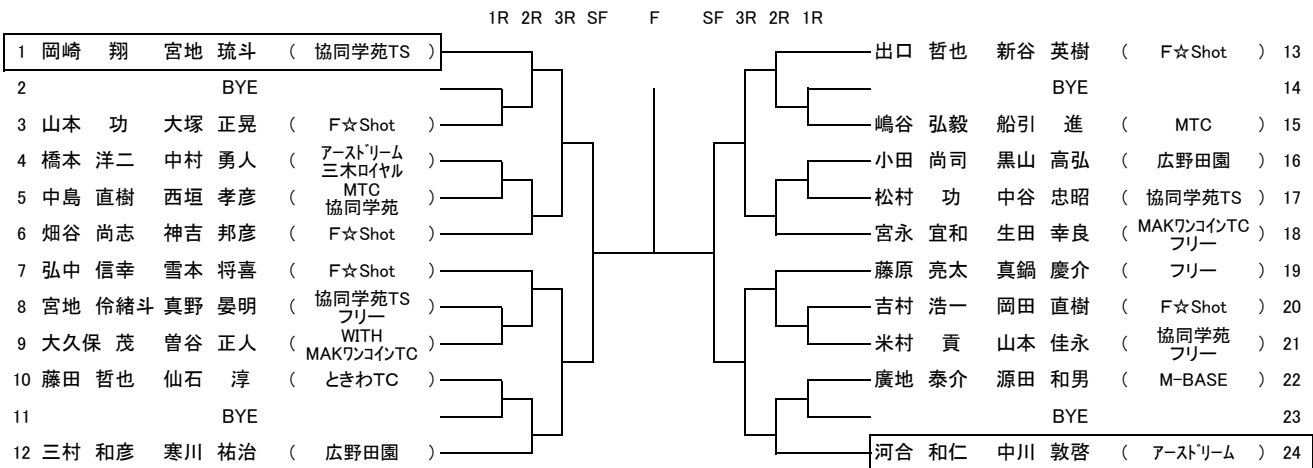 1R 2R 3R SF F SF 3R 2R 1R
1 岡崎 翔 宮地 琉斗 ( 協同学苑TS )
2 BYE
3 山本 功 大塚 正晃 ( F☆Shot )
4 橋本 洋二 中村 勇人 ( アースドリーム 三木ロイヤル )
5 中島 直樹 西垣 孝彦 ( MTC 協同学苑 )
6 畑谷 尚志 神吉 邦彦 ( F☆Shot )
7 弘中 信幸 雪本 将喜 ( F☆Shot )
8 宮地 伶緒斗 真野 晏明 ( 協同学苑TS フリー )
9 大久保 茂 曽谷 正人 ( WITH MAKワンコインTC )
10 藤田 哲也 仙石 淳 ( ときわTC )
11 BYE
12 三村 和彦 寒川 祐治 ( 広野田園 )
出口 哲也 新谷 英樹 ( F☆Shot ) 13
BYE 14
嶋谷 弘毅 船引 進 ( MTC ) 15
小田 尚司 黒山 高弘 ( 広野田園 ) 16
松村 功 中谷 忠昭 ( 協同学苑TS ) 17
宮永 宜和 生田 幸良 ( MAKワンコインTC フリー ) 18
藤原 亮太 真鍋 慶介 ( フリー ) 19
吉村 浩一 岡田 直樹 ( F☆Shot ) 20
米村 貢 山本 佳永 ( 協同学苑 フリー ) 21
廣地 泰介 源田 和男 ( M-BASE ) 22
BYE 23
河合 和仁 中川 敦啓 ( アースドリーム ) 24